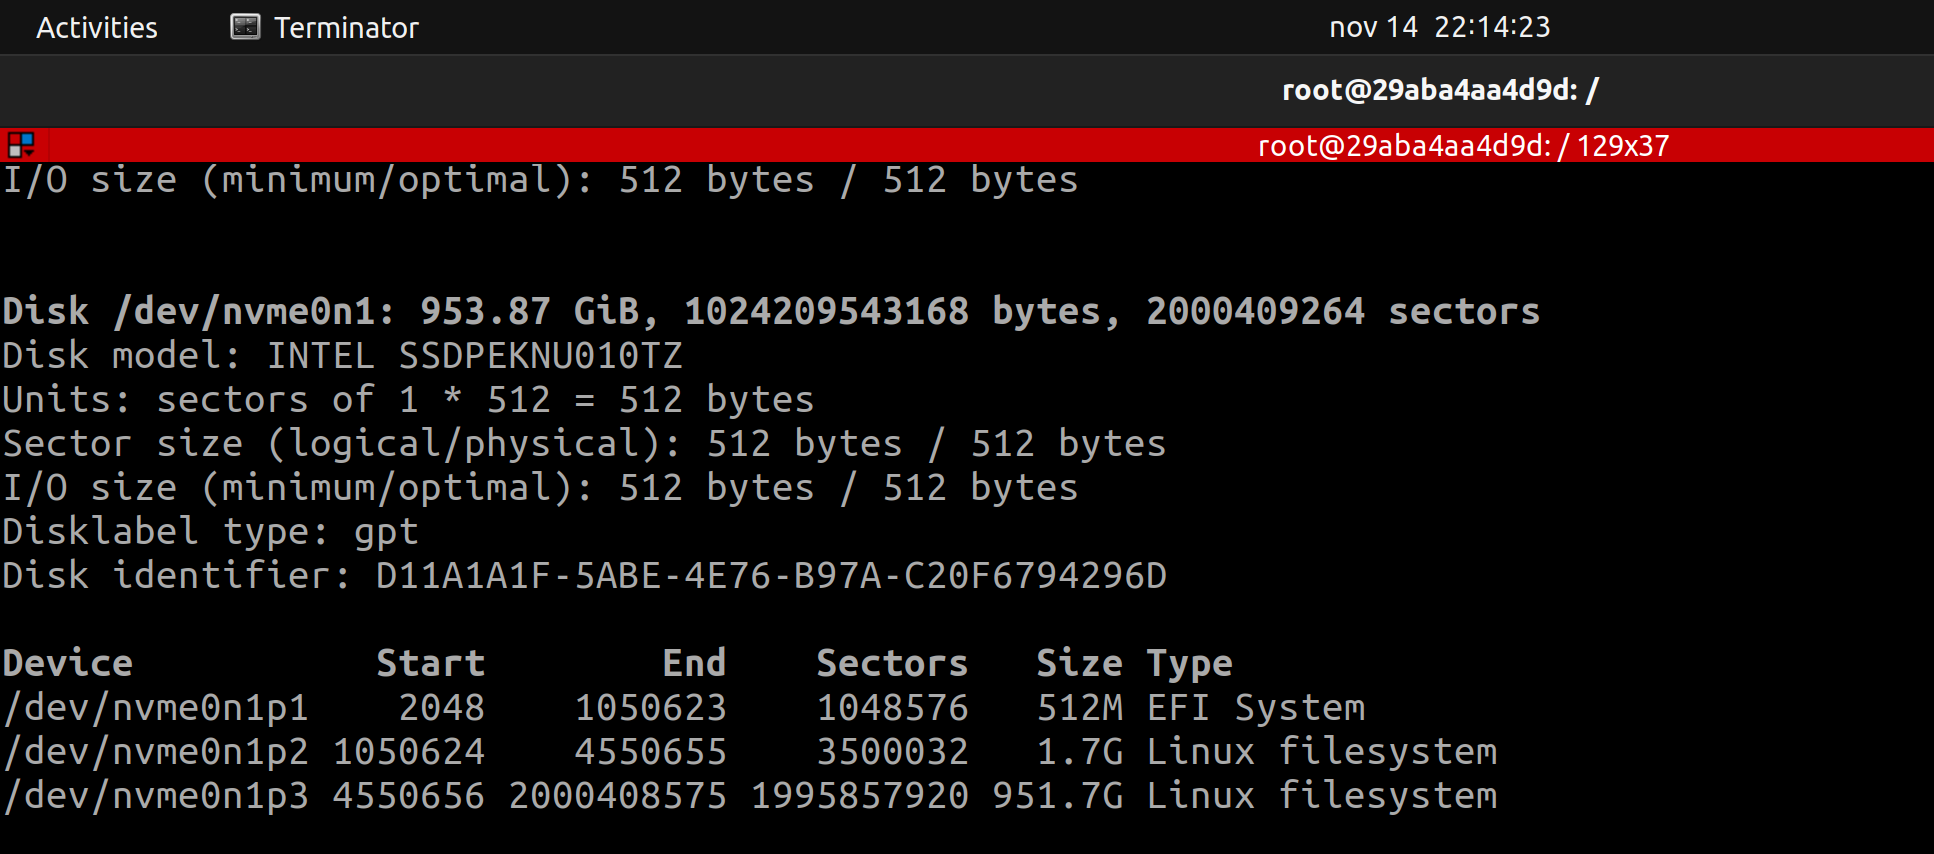 Activities Terminator nov 14 22:14:23
root@29aba4aa4d9d: /
root@29aba4aa4d9d: / 129x37
I/O size (minimum/optimal): 512 bytes / 512 bytes
Disk /dev/nvme0n1: 953.87 GiB, 1024209543168 bytes, 2000409264 sectors
Disk model: INTEL SSDPEKNU010TZ
Units: sectors of 1 * 512 = 512 bytes
Sector size (logical/physical): 512 bytes / 512 bytes
I/O size (minimum/optimal): 512 bytes / 512 bytes
Disklabel type: gpt
Disk identifier: D11A1A1F-5ABE-4E76-B97A-C20F6794296D
Device Start End Sectors Size Type
/dev/nvme0n1p1 2048 1050623 1048576 512M EFI System
/dev/nvme0n1p2 1050624 4550655 3500032 1.7G Linux filesystem
/dev/nvme0n1p3 4550656 2000408575 1995857920 951.7G Linux filesystem